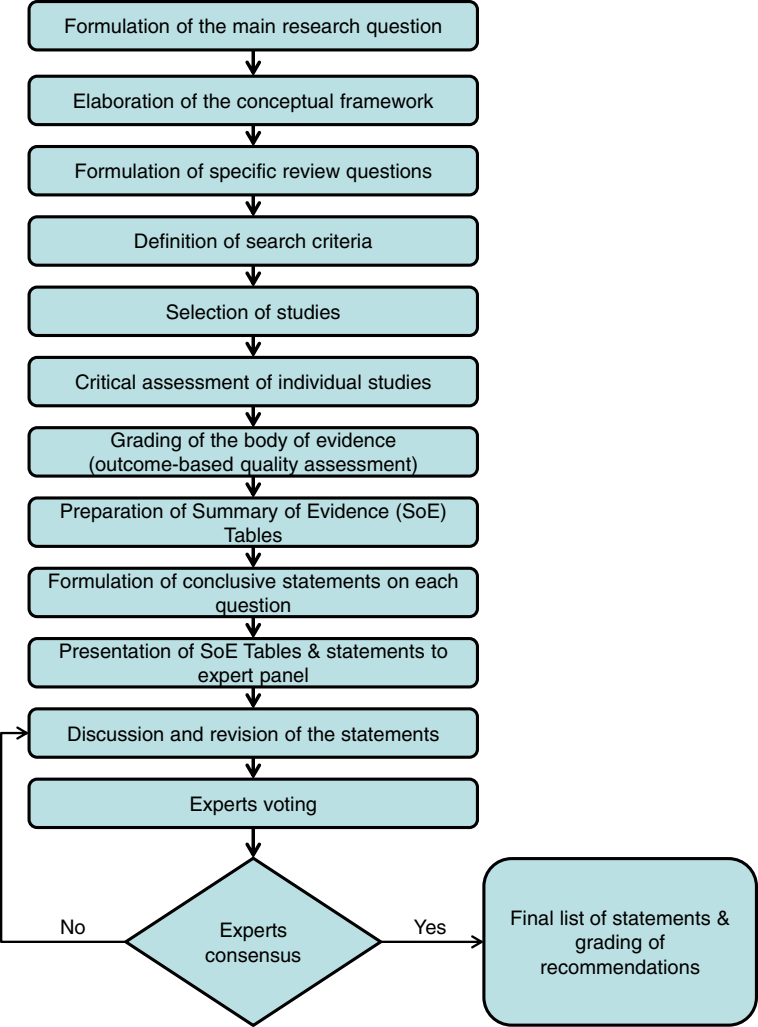 Formulation of the main research question
Elaboration of the conceptual framework
Formulation of specific review questions
Definition of search criteria
Selection of studies
Critical assessment of individual studies
Grading of the body of evidence
(outcome-based quality assessment)
Preparation of Summary of Evidence (SoE)
Tables
Formulation of conclusive statements on each
question
Presentation of SoE Tables & statements to
expert panel
Discussion and revision of the statements
Experts voting
Experts
consensus
No
Yes
Final list of statements &
grading of
recommendations